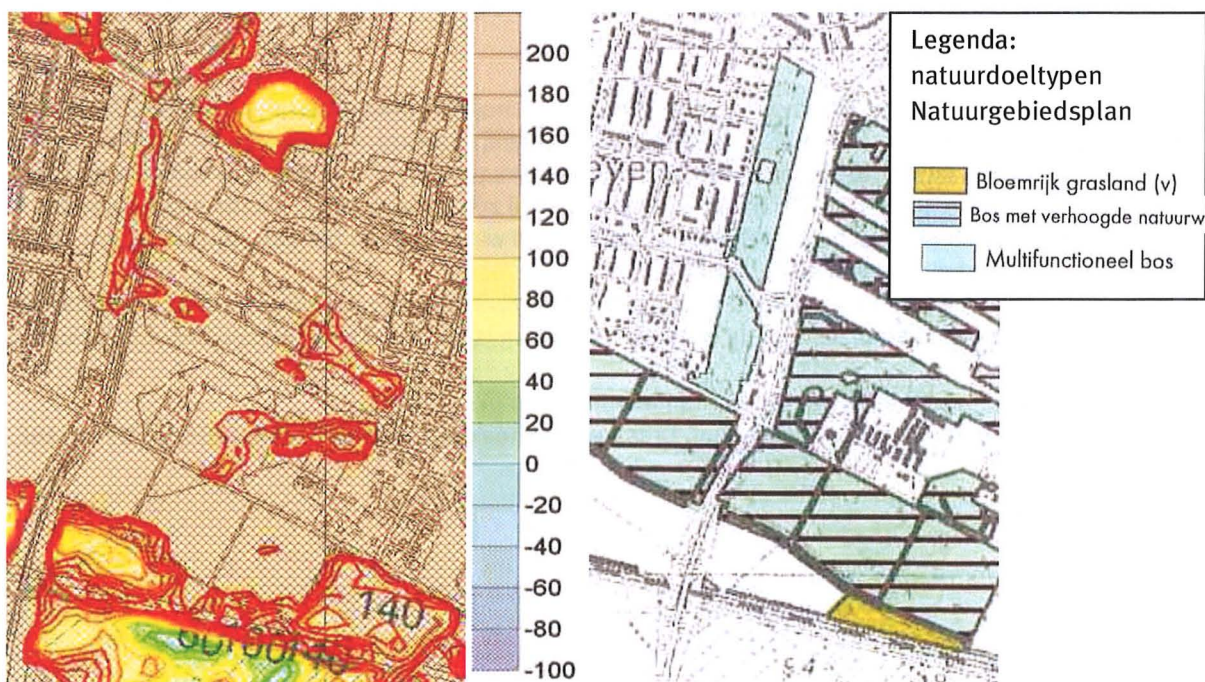 200
180
160
140
120
100
80
60
40
20
0
-20
-40
-60
-80
-100
140
Legenda:
natuurdoeltypen
Natuurgebiedsplan
Bloemrijk grasland (v)
Bos met verhoogde natuurw
Multifunctioneel bos